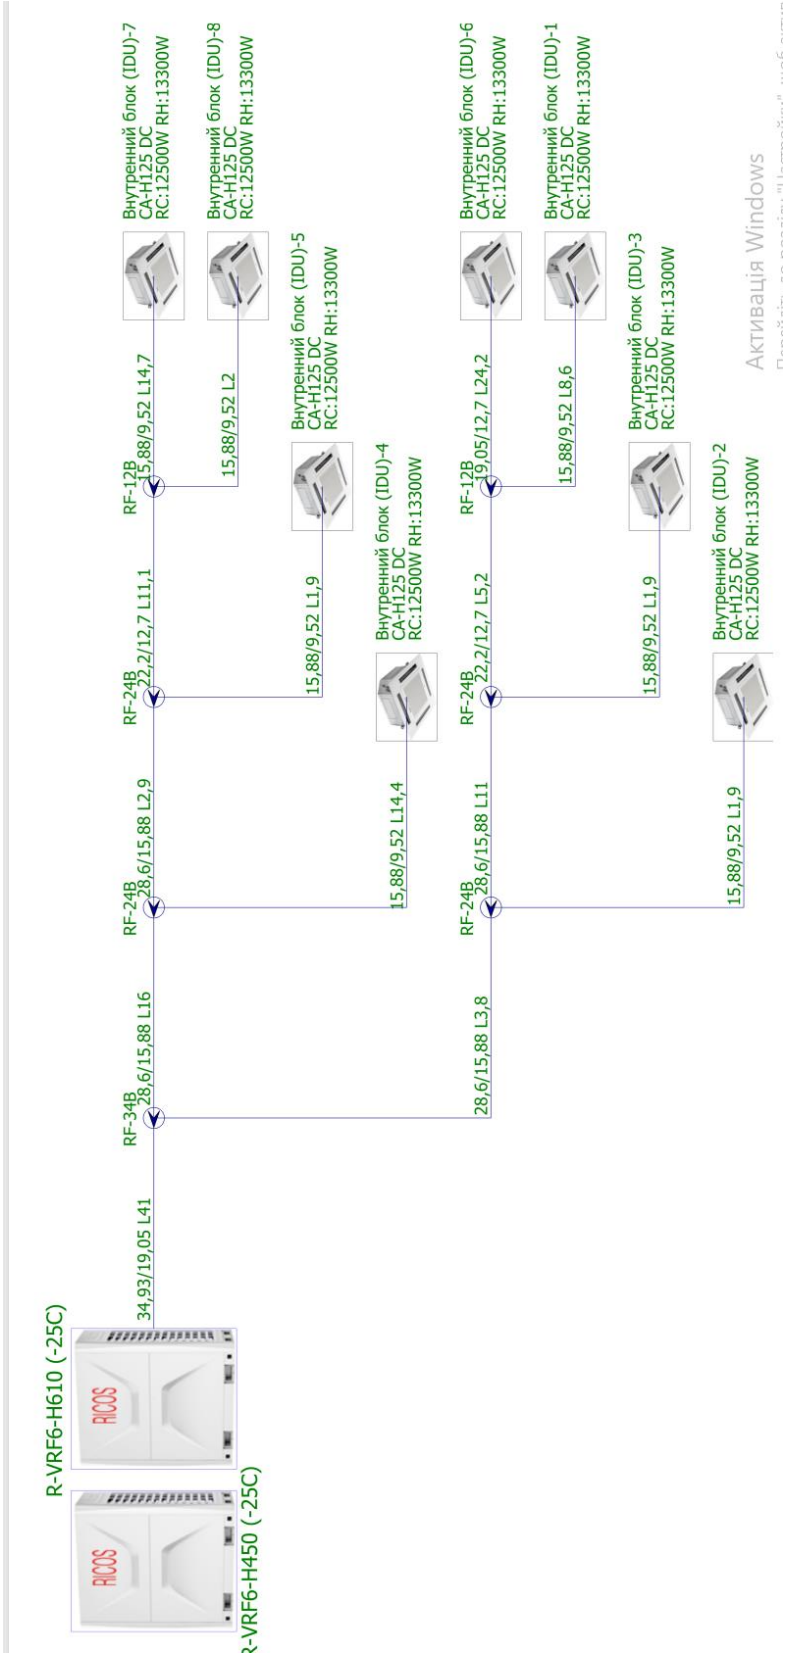 Внутренний блок (IDU)-7
CA-H125 DC
RC:12500W RH:13300W
Внутренний блок (IDU)-8
CA-H125 DC
RC:12500W RH:13300W
Внутренний блок (IDU)-5
CA-H125 DC
RC:12500W RH:13300W
Внутренний блок (IDU)-4
CA-H125 DC
RC:12500W RH:13300W
Внутренний блок (IDU)-6
CA-H125 DC
RC:12500W RH:13300W
Внутренний блок (IDU)-1
CA-H125 DC
RC:12500W RH:13300W
Внутренний блок (IDU)-3
CA-H125 DC
RC:12500W RH:13300W
Внутренний блок (IDU)-2
CA-H125 DC
RC:12500W RH:13300W
RF-12B
15,88/9,52 L14,7
15,88/9,52 L2
RF-24B
22,2/12,7 L11,1
15,88/9,52 L1,9
RF-24B
28,6/15,88 L2,9
15,88/9,52 L14,4
RF-12B
19,05/12,7 L24,2
15,88/9,52 L8,6
RF-24B
22,2/12,7 L5,2
15,88/9,52 L1,9
RF-24B
28,6/15,88 L11
15,88/9,52 L1,9
RF-34B
28,6/15,88 L16
28,6/15,88 L3,8
34,93/19,05 L41
R-VRF6-H610 (-25C)
RICOS
RICOS
R-VRF6-H450 (-25C)
Активація Windows